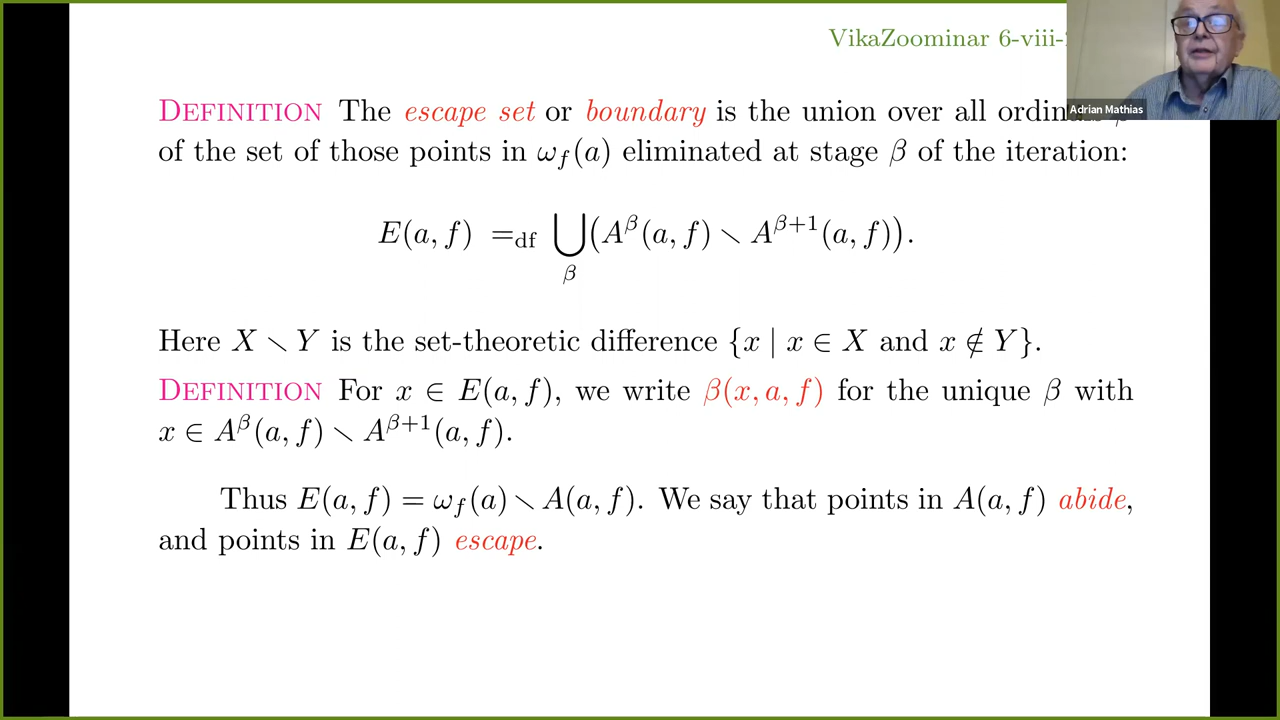 VikaZoominar 6-viii-
Adrian Mathias
DEFINITION The escape set or boundary is the union over all
of the set of those points in ω_f(a) eliminated at stage β of the iteration:
E(a, f) =_df ⋃_β (A^β(a, f) ∖ A^{β+1}(a, f)).
Here X ∖ Y is the set-theoretic difference {x | x ∈ X and x ∉ Y}.
DEFINITION For x ∈ E(a, f), we write β(x, a, f) for the unique β with
x ∈ A^β(a, f) ∖ A^{β+1}(a, f).
Thus E(a, f) = ω_f(a) ∖ A(a, f). We say that points in A(a, f) abide,
and points in E(a, f) escape.